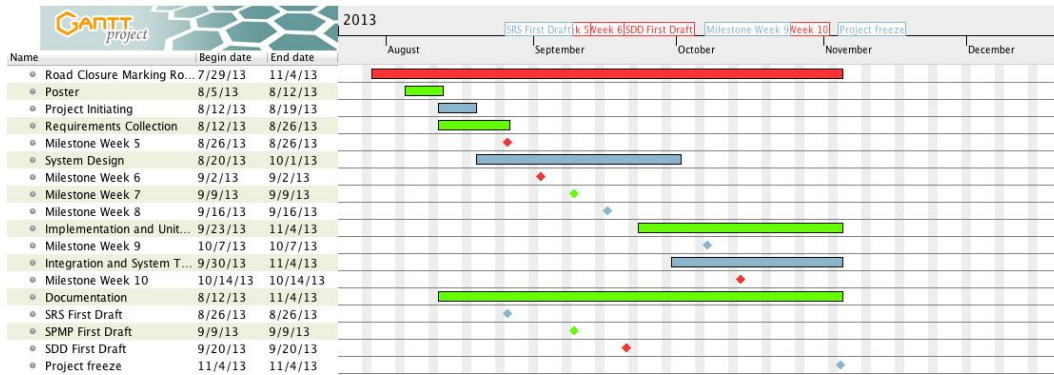 GANTT
project
2013
SRS First Draft k 5 Week 6 SDD First Draft Milestone Week 9 Week 10 Project freeze
August September October November December
Name Begin date End date
Road Closure Marking Ro... 7/29/13 11/4/13
Poster 8/5/13 8/12/13
Project Initiating 8/12/13 8/19/13
Requirements Collection 8/12/13 8/26/13
Milestone Week 5 8/26/13 8/26/13
System Design 8/20/13 10/1/13
Milestone Week 6 9/2/13 9/2/13
Milestone Week 7 9/9/13 9/9/13
Milestone Week 8 9/16/13 9/16/13
Implementation and Unit... 9/23/13 11/4/13
Milestone Week 9 10/7/13 10/7/13
Integration and System T... 9/30/13 11/4/13
Milestone Week 10 10/14/13 10/14/13
Documentation 8/12/13 11/4/13
SRS First Draft 8/26/13 8/26/13
SPMP First Draft 9/9/13 9/9/13
SDD First Draft 9/20/13 9/20/13
Project freeze 11/4/13 11/4/13